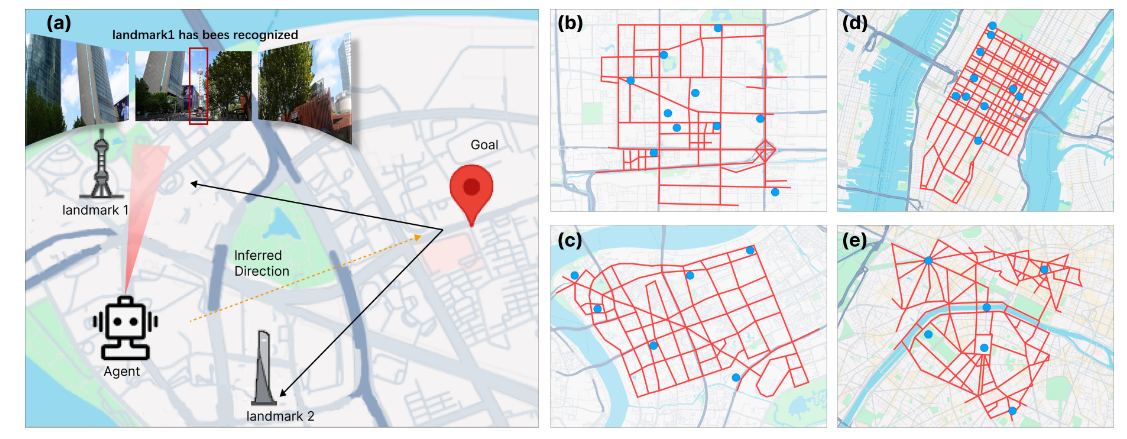 (a)
landmark1 has bees recognized
Goal
landmark 1
Inferred
Direction
Agent
landmark 2
(b)
(d)
(c)
(e)